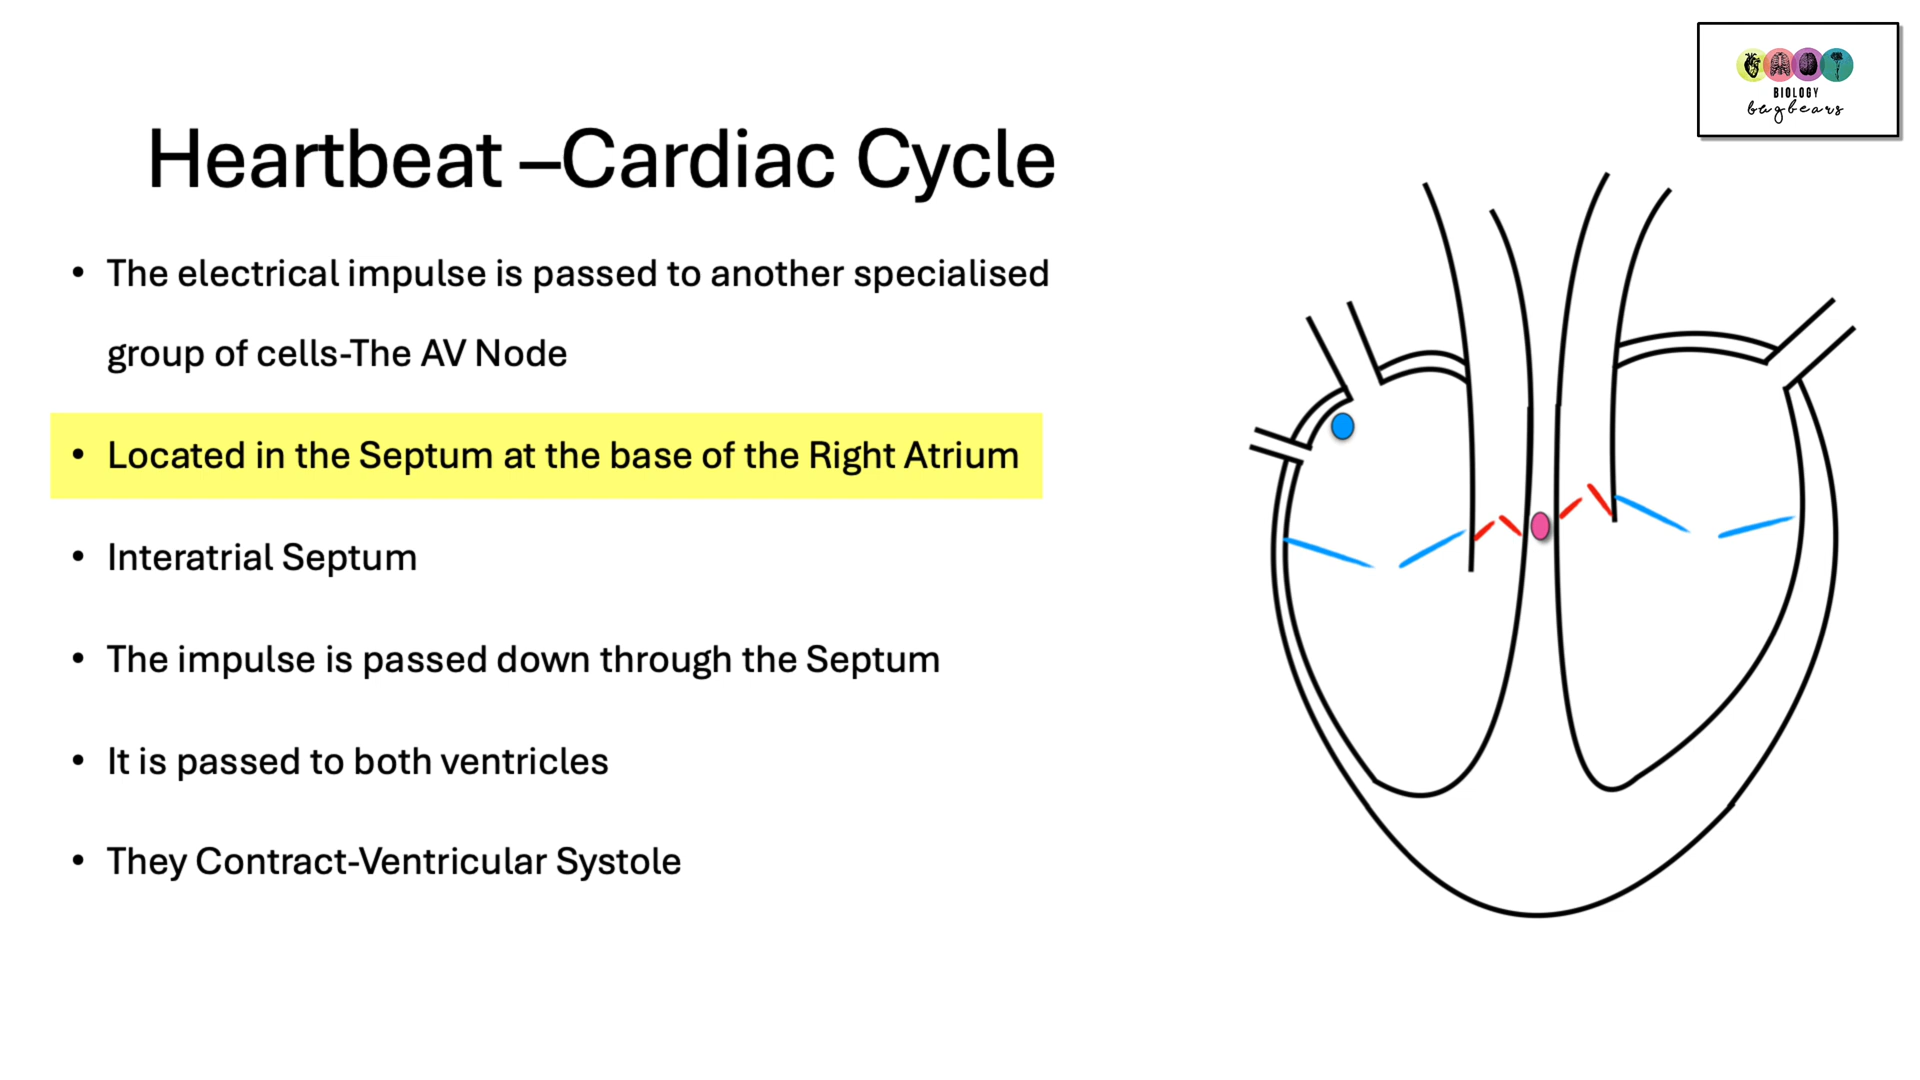 BIOLOGY
bugbears
Heartbeat –Cardiac Cycle
• The electrical impulse is passed to another specialised
group of cells-The AV Node
• Located in the Septum at the base of the Right Atrium
• Interatrial Septum
• The impulse is passed down through the Septum
• It is passed to both ventricles
• They Contract-Ventricular Systole